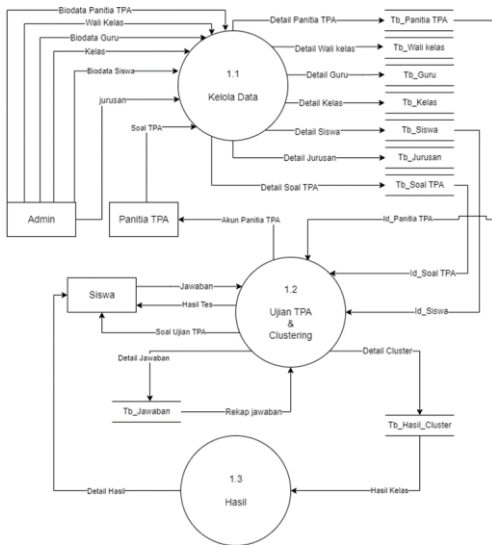 Biodata Panitia TPA
Wali Kelas
Biodata Guru
Kelas
Biodata Siswa
jurusan
Soal TPA
Admin
Panitia TPA
1.1
Kelola Data
Detail Panitia TPA
Detail Wali kelas
Detail Guru
Detail Kelas
Detail Siswa
Detail Jurusan
Detail Soal TPA
Tb_Panitia TPA
Tb_Wali kelas
Tb_Guru
Tb_Kelas
Tb_Siswa
Tb_Jurusan
Tb_Soal TPA
Akun Panitia TPA
Id_Panitia TPA
Id_Soal TPA
Id_Siswa
Siswa
Jawaban
Hasil Tes
Soal Ujian TPA
1.2
Ujian TPA
&
Clustering
Detail Jawaban
Detail Cluster
Tb_Jawaban
Rekap jawaban
Tb_Hasil_Cluster
1.3
Hasil
Detail Hasil
Hasil Kelas